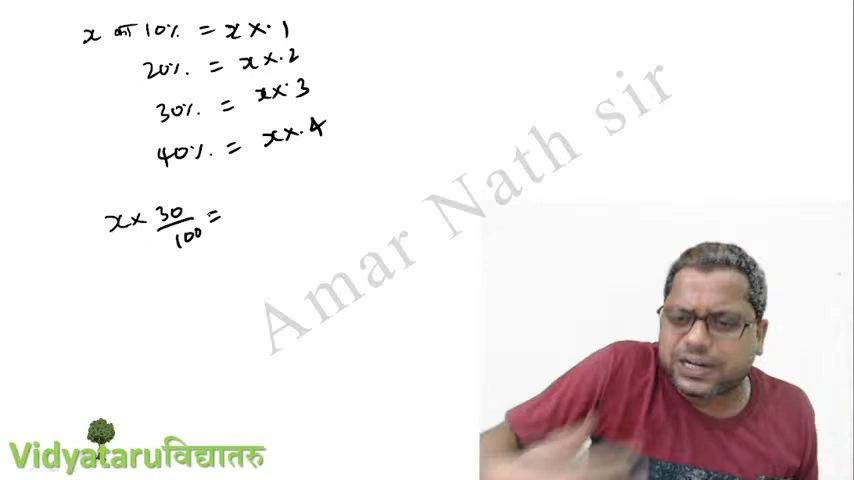 x का 10% = x×.1
20% = x×.2
30% = x×.3
40% = x×.4
x× 30/100 =
Amar Nath sir
Vidyataruविद्यातरु